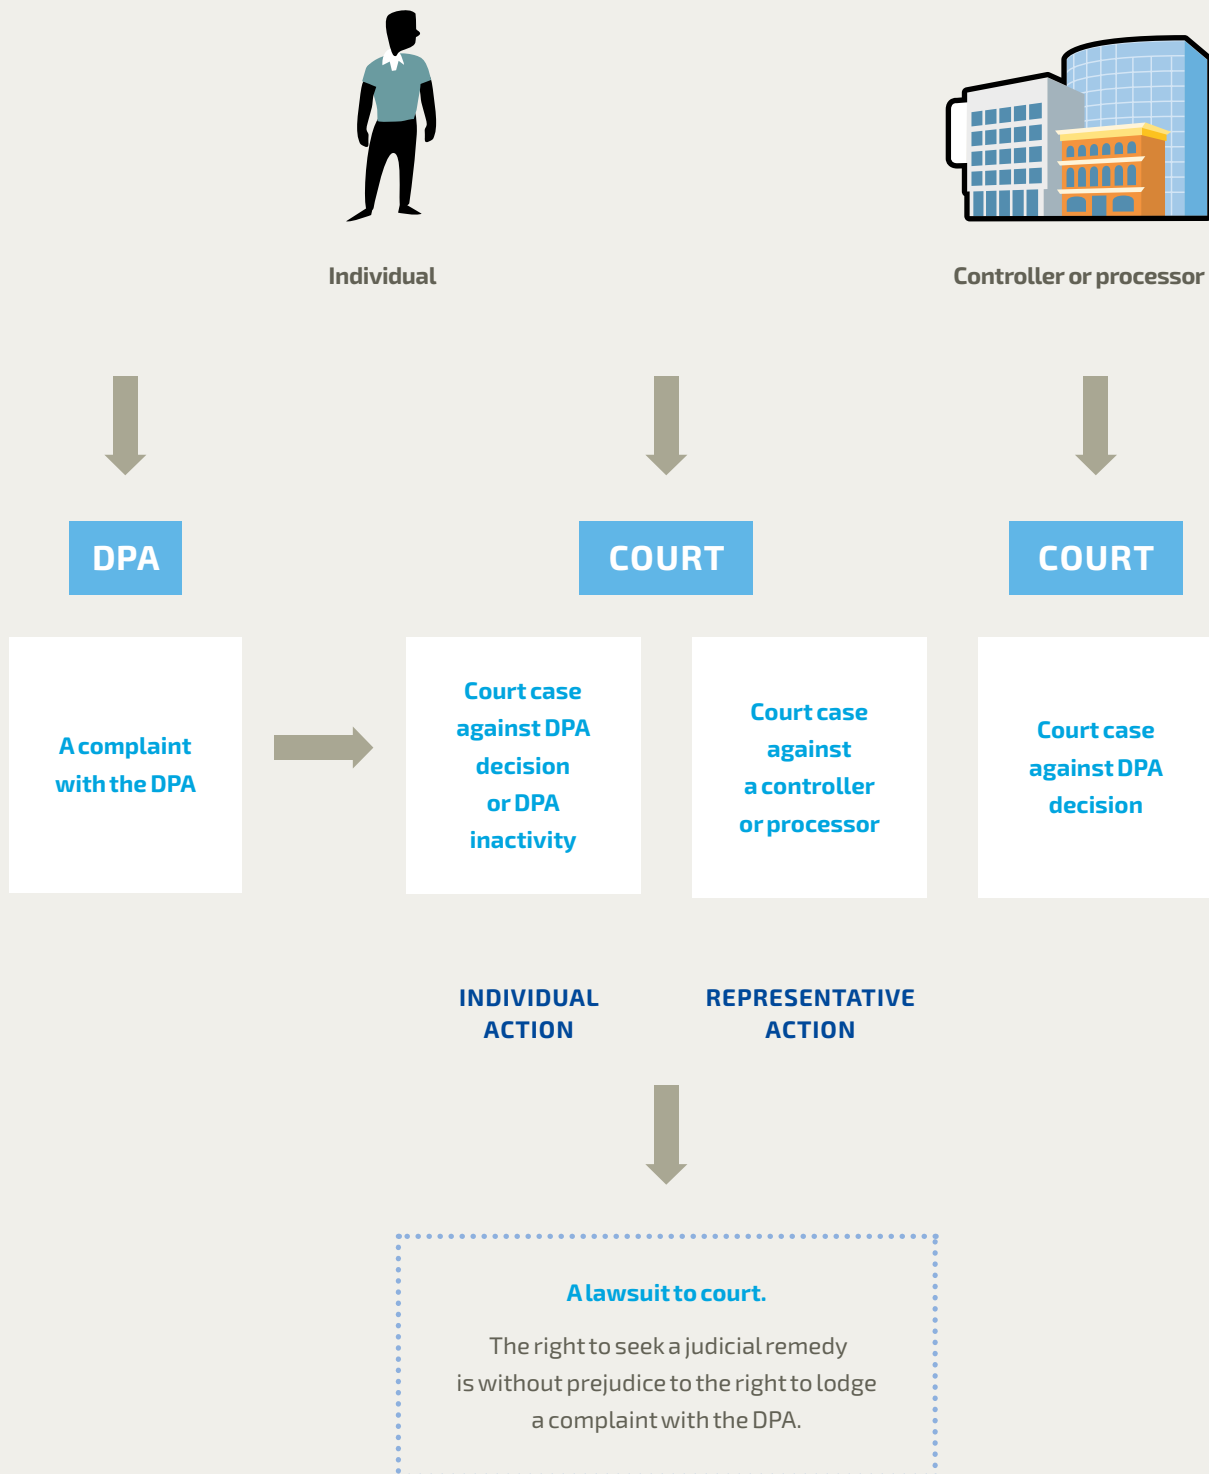 Individual
Controller or processor
DPA
COURT
COURT
A complaint
with the DPA
Court case
against DPA
decision
or DPA
inactivity
Court case
against
a controller
or processor
Court case
against DPA
decision
INDIVIDUAL
ACTION
REPRESENTATIVE
ACTION
A lawsuit to court.
The right to seek a judicial remedy
is without prejudice to the right to lodge
a complaint with the DPA.